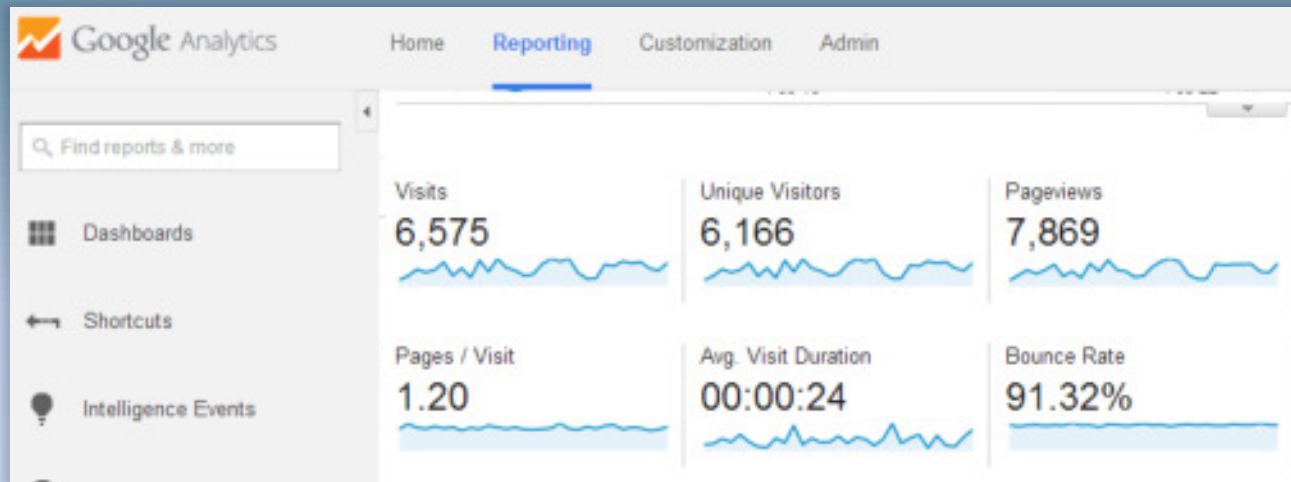 Google Analytics
Home Reporting Customization Admin
Find reports & more
Dashboards
Shortcuts
Intelligence Events
Visits
6,575
Unique Visitors
6,166
Pageviews
7,869
Pages / Visit
1.20
Avg. Visit Duration
00:00:24
Bounce Rate
91.32%